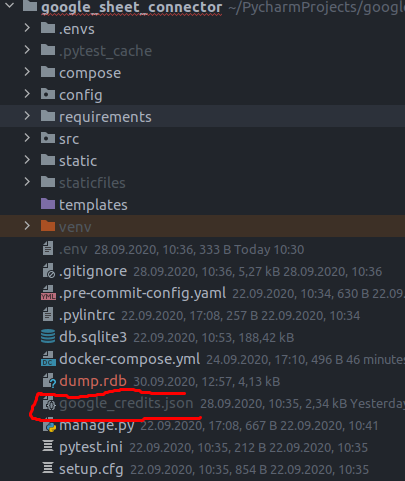 google_sheet_connector ~/PycharmProjects/goog
.envs
.pytest_cache
compose
config
requirements
src
static
staticfiles
templates
venv
.env 28.09.2020, 10:36, 333 B Today 10:30
.gitignore 28.09.2020, 10:36, 5,27 kB 28.09.2020, 10:36
.pre-commit-config.yaml 22.09.2020, 10:34, 630 B 22.09
.pylintrc 22.09.2020, 17:08, 257 B 22.09.2020, 10:34
db.sqlite3 22.09.2020, 10:53, 188,42 kB
docker-compose.yml 24.09.2020, 17:10, 496 B 46 minutes
dump.rdb 30.09.2020, 12:57, 4,13 kB
google_credits.json 28.09.2020, 10:35, 2,34 kB Yesterday
manage.py 22.09.2020, 17:08, 667 B 22.09.2020, 10:41
pytest.ini 22.09.2020, 10:35, 212 B 22.09.2020, 10:35
setup.cfg 22.09.2020, 10:35, 854 B 22.09.2020, 10:35